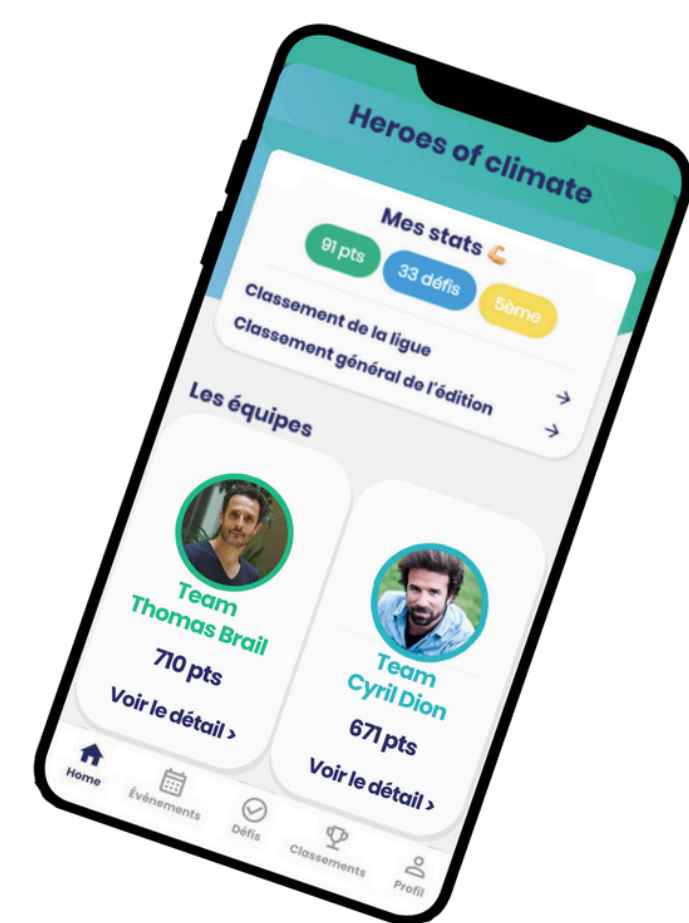 Heroes of climate
Mes stats 💪
91 pts
33 défis
5ème
Classement de la ligue →
Classement général de l'édition →
Les équipes
Team
Thomas Brail
710 pts
Voir le détail ›
Team
Cyril Dion
671 pts
Voir le détail ›
Home
Événements
Défis
Classements
Profil